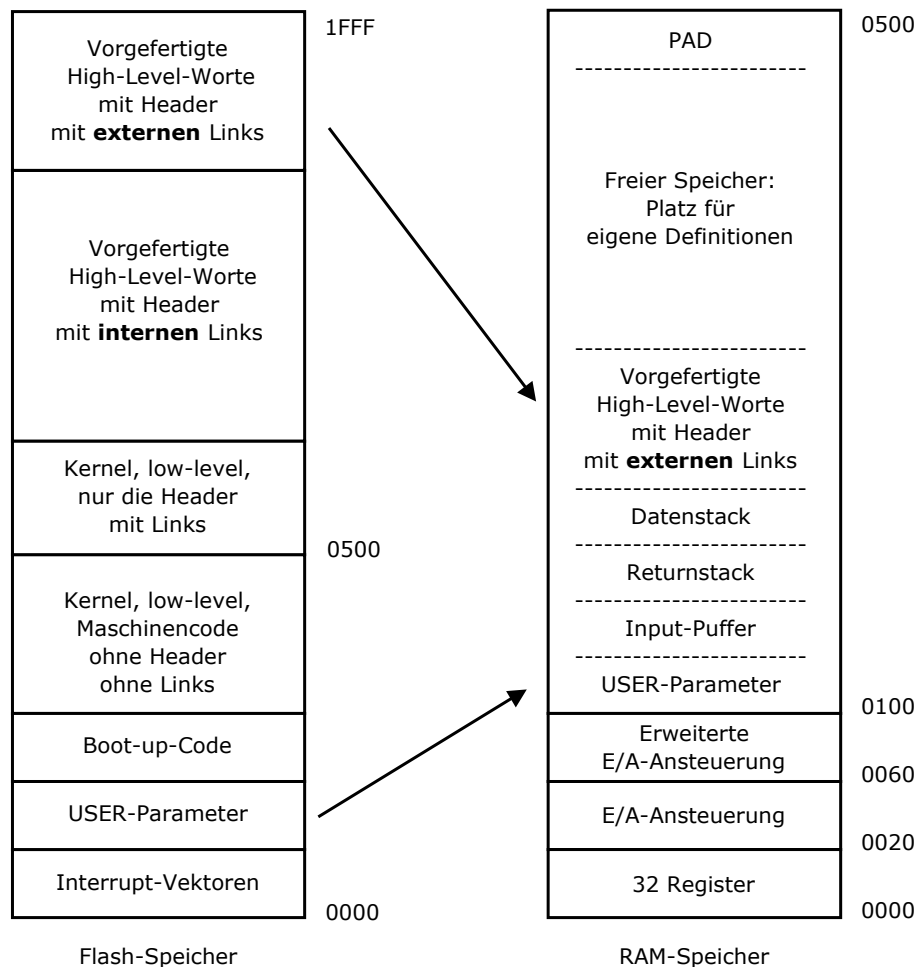 1FFF
Vorgefertigte
High-Level-Worte
mit Header
mit externen Links
Vorgefertigte
High-Level-Worte
mit Header
mit internen Links
Kernel, low-level,
nur die Header
mit Links
0500
Kernel, low-level,
Maschinencode
ohne Header
ohne Links
Boot-up-Code
USER-Parameter
Interrupt-Vektoren
0000
Flash-Speicher
0500
PAD
Freier Speicher:
Platz für
eigene Definitionen
Vorgefertigte
High-Level-Worte
mit Header
mit externen Links
Datenstack
Returnstack
Input-Puffer
USER-Parameter
0100
Erweiterte
E/A-Ansteuerung
0060
E/A-Ansteuerung
0020
32 Register
0000
RAM-Speicher